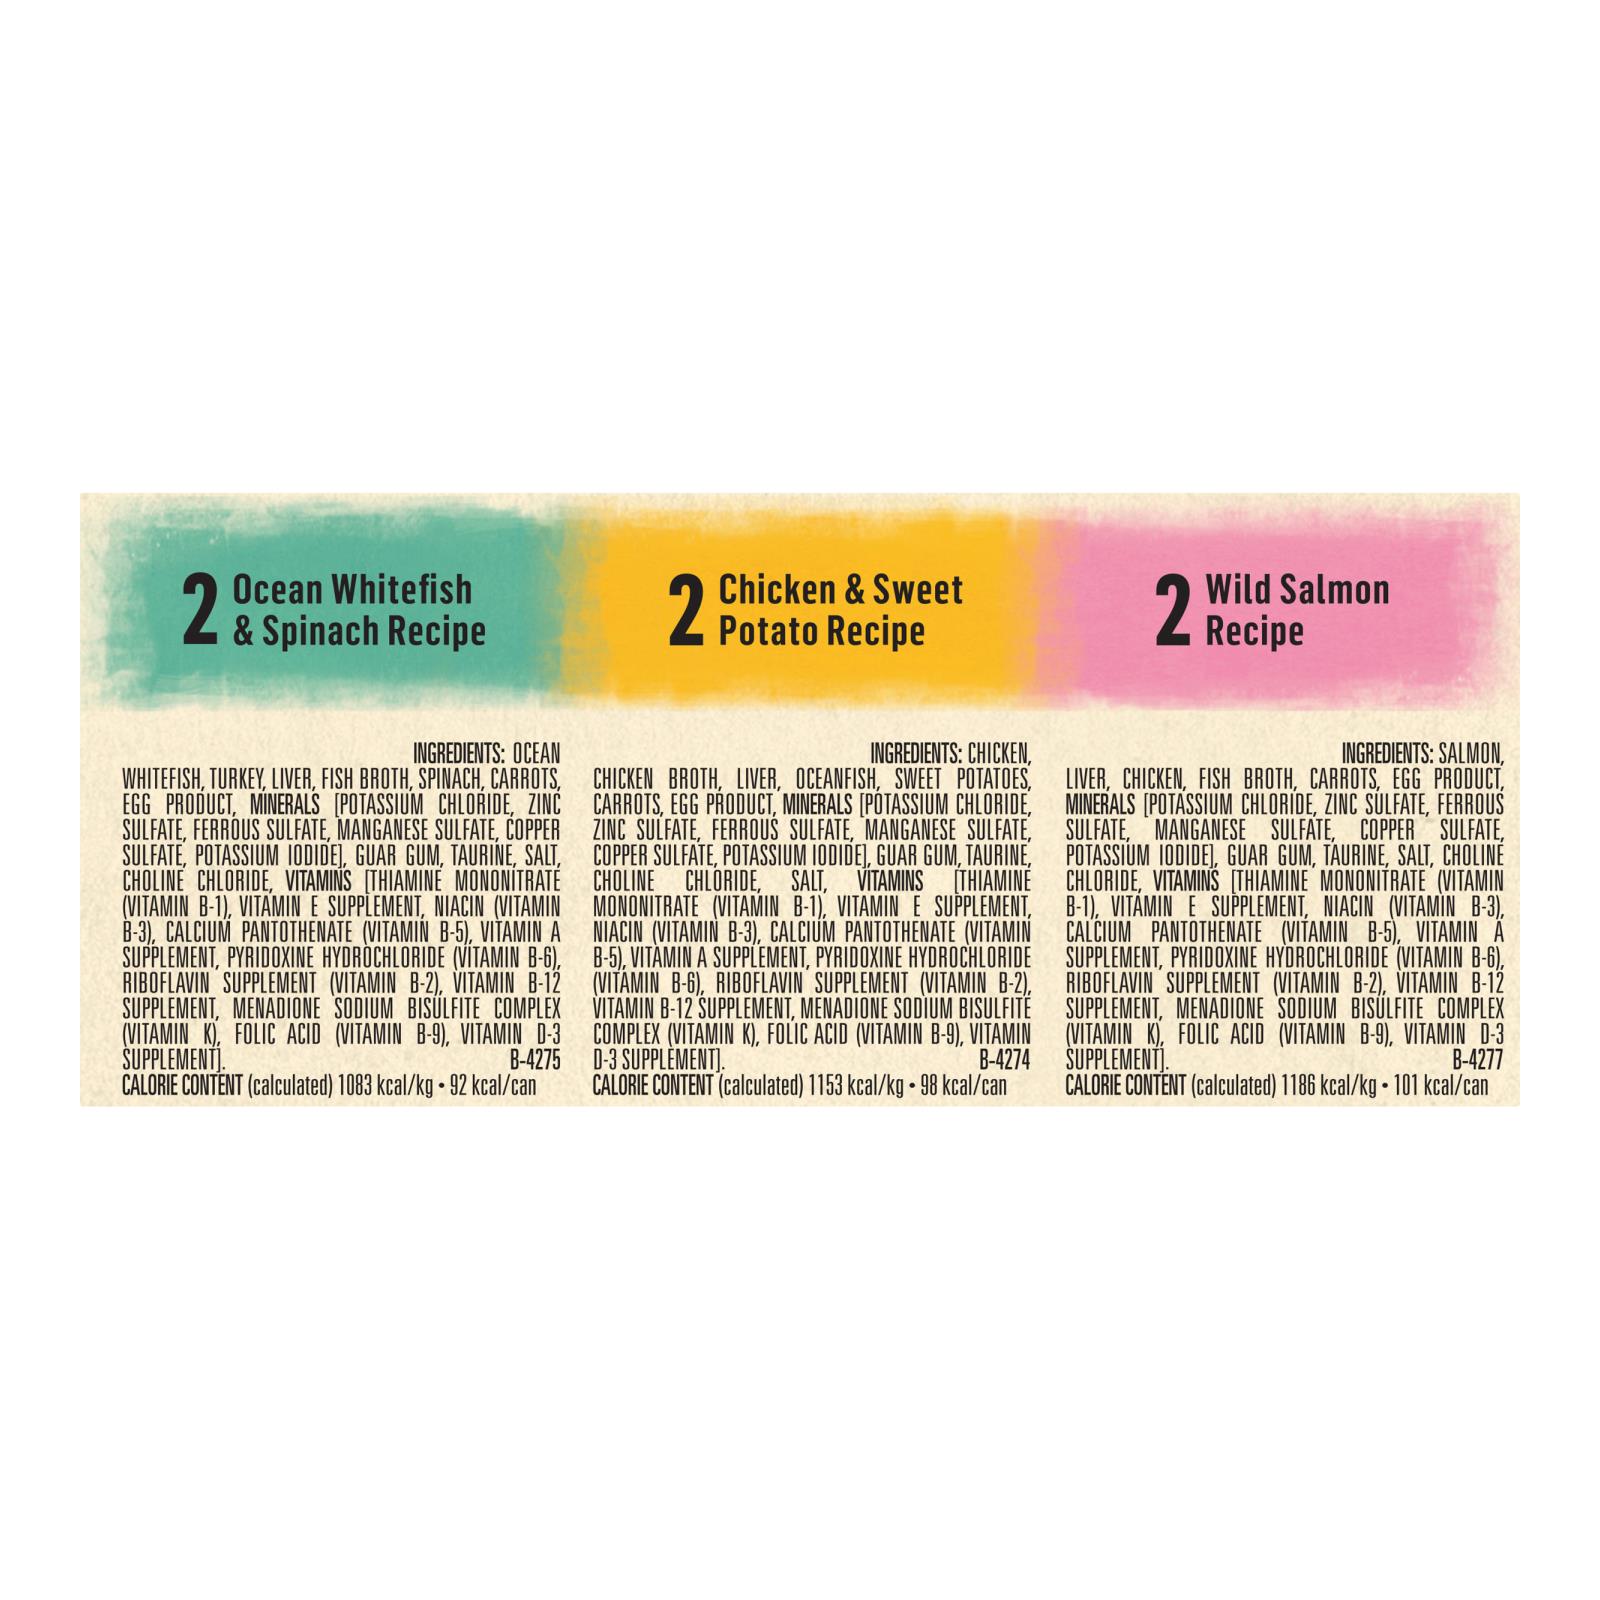 2 Ocean Whitefish
& Spinach Recipe
INGREDIENTS: OCEAN
WHITEFISH, TURKEY, LIVER, FISH BROTH, SPINACH, CARROTS,
EGG PRODUCT, MINERALS [POTASSIUM CHLORIDE, ZINC
SULFATE, FERROUS SULFATE, MANGANESE SULFATE, COPPER
SULFATE, POTASSIUM IODIDE], GUAR GUM, TAURINE, SALT,
CHOLINE CHLORIDE, VITAMINS [THIAMINE MONONITRATE
(VITAMIN B-1), VITAMIN E SUPPLEMENT, NIACIN (VITAMIN
B-3), CALCIUM PANTOTHENATE (VITAMIN B-5), VITAMIN A
SUPPLEMENT, PYRIDOXINE HYDROCHLORIDE (VITAMIN B-6),
RIBOFLAVIN SUPPLEMENT (VITAMIN B-2), VITAMIN B-12
SUPPLEMENT, MENADIONE SODIUM BISULFITE COMPLEX
(VITAMIN K), FOLIC ACID (VITAMIN B-9), VITAMIN D-3
SUPPLEMENT]. B-4275
CALORIE CONTENT (calculated) 1083 kcal/kg • 92 kcal/can
2 Chicken & Sweet
Potato Recipe
INGREDIENTS: CHICKEN,
CHICKEN BROTH, LIVER, OCEANFISH, SWEET POTATOES,
CARROTS, EGG PRODUCT, MINERALS [POTASSIUM CHLORIDE,
ZINC SULFATE, FERROUS SULFATE, MANGANESE SULFATE,
COPPER SULFATE, POTASSIUM IODIDE], GUAR GUM, TAURINE,
CHOLINE CHLORIDE, SALT, VITAMINS [THIAMINE
MONONITRATE (VITAMIN B-1), VITAMIN E SUPPLEMENT,
NIACIN (VITAMIN B-3), CALCIUM PANTOTHENATE (VITAMIN
B-5), VITAMIN A SUPPLEMENT, PYRIDOXINE HYDROCHLORIDE
(VITAMIN B-6), RIBOFLAVIN SUPPLEMENT (VITAMIN B-2),
VITAMIN B-12 SUPPLEMENT, MENADIONE SODIUM BISULFITE
COMPLEX (VITAMIN K), FOLIC ACID (VITAMIN B-9), VITAMIN
D-3 SUPPLEMENT]. B-4274
CALORIE CONTENT (calculated) 1153 kcal/kg • 98 kcal/can
2 Wild Salmon
Recipe
INGREDIENTS: SALMON,
LIVER, CHICKEN, FISH BROTH, CARROTS, EGG PRODUCT,
MINERALS [POTASSIUM CHLORIDE, ZINC SULFATE, FERROUS
SULFATE, MANGANESE SULFATE, COPPER SULFATE,
POTASSIUM IODIDE], GUAR GUM, TAURINE, SALT, CHOLINE
CHLORIDE, VITAMINS [THIAMINE MONONITRATE (VITAMIN
B-1), VITAMIN E SUPPLEMENT, NIACIN (VITAMIN B-3),
CALCIUM PANTOTHENATE (VITAMIN B-5), VITAMIN A
SUPPLEMENT, PYRIDOXINE HYDROCHLORIDE (VITAMIN B-6),
RIBOFLAVIN SUPPLEMENT (VITAMIN B-2), VITAMIN B-12
SUPPLEMENT, MENADIONE SODIUM BISULFITE COMPLEX
(VITAMIN K), FOLIC ACID (VITAMIN B-9), VITAMIN D-3
SUPPLEMENT]. B-4277
CALORIE CONTENT (calculated) 1186 kcal/kg • 101 kcal/can